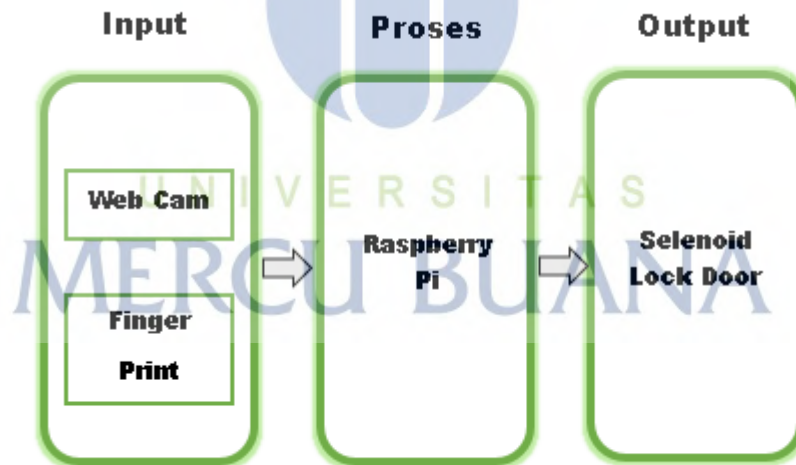 Input
Proses
Output
Web Cam
Finger
Print
Raspberry
Pi
Selenoid
Lock Door
UNIVERSITAS
MERCU BUANA